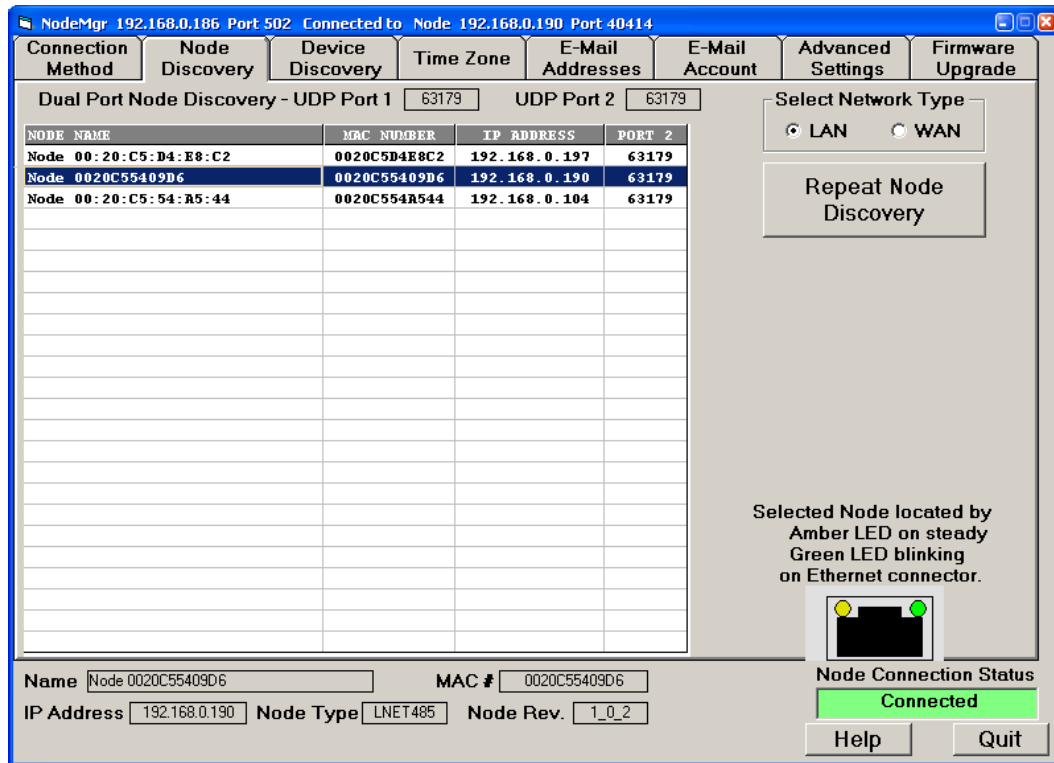 NodeMgr 192.168.0.186 Port 502 Connected to Node 192.168.0.190 Port 40414
Connection Method
Node Discovery
Device Discovery
Time Zone
E-Mail Addresses
E-Mail Account
Advanced Settings
Firmware Upgrade
Dual Port Node Discovery - UDP Port 1 63179 UDP Port 2 63179
NODE NAME MAC NUMBER IP ADDRESS PORT 2
Node 00:20:C5:D4:E8:C2 0020C5D4E8C2 192.168.0.197 63179
Node 0020C55409D6 0020C55409D6 192.168.0.190 63179
Node 00:20:C5:54:A5:44 0020C554A544 192.168.0.104 63179
Select Network Type
LAN WAN
Repeat Node
Discovery
Selected Node located by
Amber LED on steady
Green LED blinking
on Ethernet connector.
Name Node 0020C55409D6 MAC # 0020C55409D6
IP Address 192.168.0.190 Node Type LNET485 Node Rev. 1_0_2
Node Connection Status
Connected
Help Quit